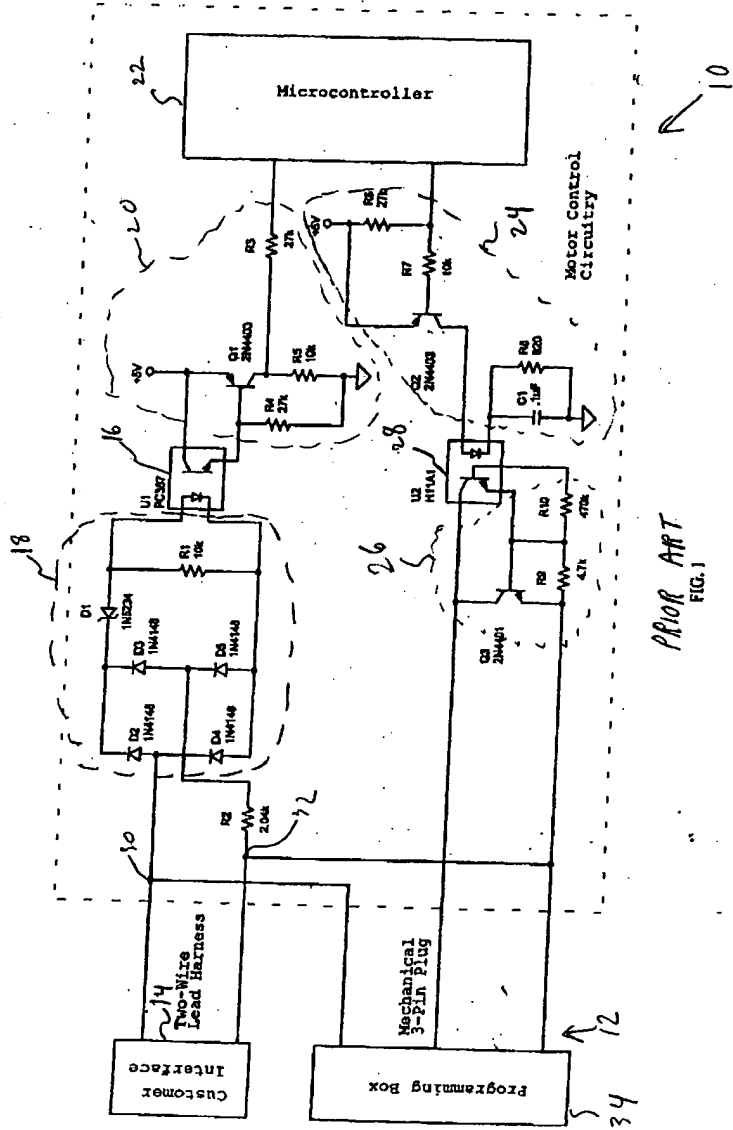 22
Microcontroller
20
+5V
R3
27k
+5V
R6
27k
R7
10k
24
Motor Control
Circuitry
10
Q1
2N4403
R5
10k
R4
27k
Q2
2N4403
R8
820
C1
.1uF
16
U1
PC357
28
U2
H11A1
18
D1
1N5234
R1
10k
D3
1N4148
D5
1N4148
D2
1N4148
D4
1N4148
26
R10
470k
R9
4.7k
Q3
2N4401
R2
2.04k
32
30
Two-Wire
Lead Harness
14
Customer
Interface
Mechanical
3-Pin Plug
12
Programming Box
34
PRIOR ART
FIG.1